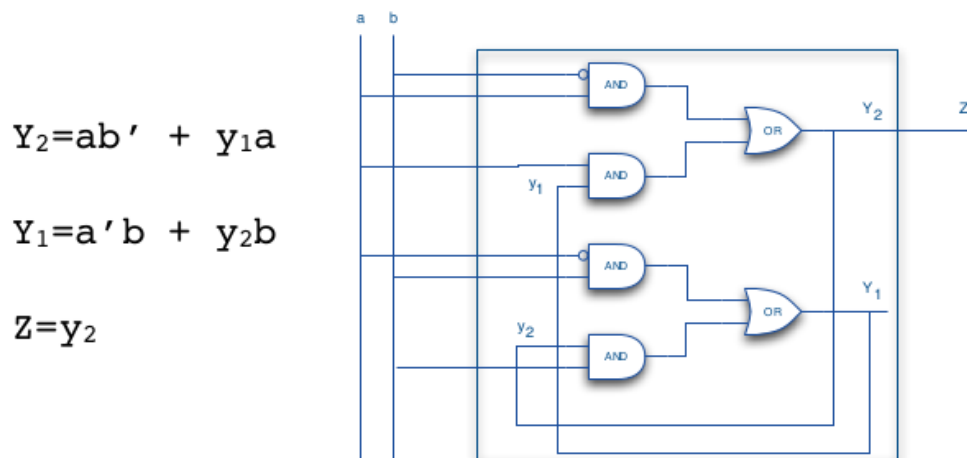 a b
Y₂=ab′ + y₁a
Y₁=a′b + y₂b
Z=y₂
AND
OR
Y₂
Z
AND
y₁
AND
OR
Y₁
y₂
AND